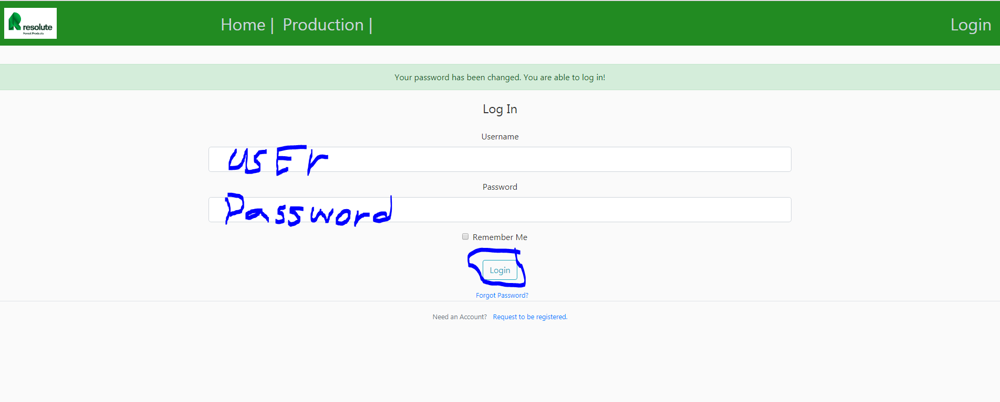 resolute
Forest Products
Home | Production |
Login
Your password has been changed. You are able to log in!
Log In
Username
usEr
Password
Password
Remember Me
Login
Forgot Password?
Need an Account? Request to be registered.